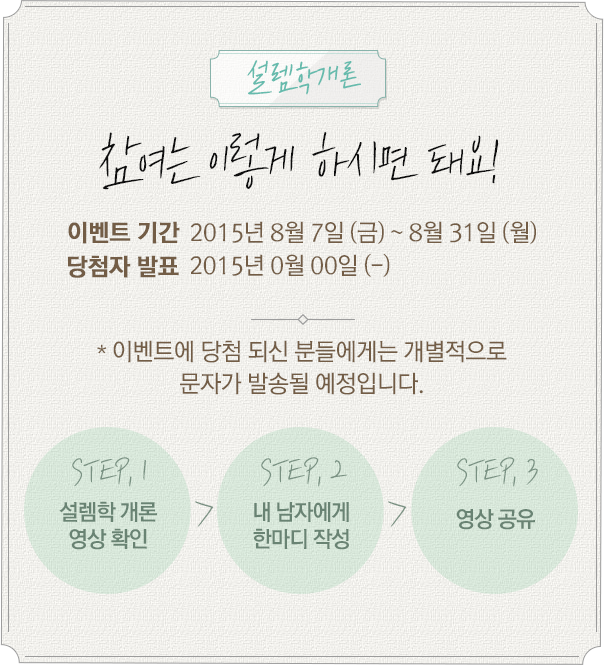 설렘학개론
참여는 이렇게 하시면 돼요!
이벤트 기간 2015년 8월 7일 (금) ~ 8월 31일 (월)
당첨자 발표 2015년 0월 00일 (-)
* 이벤트에 당첨 되신 분들에게는 개별적으로
문자가 발송될 예정입니다.
STEP, 1
설렘학 개론
영상 확인
>
STEP, 2
내 남자에게
한마디 작성
>
STEP, 3
영상 공유